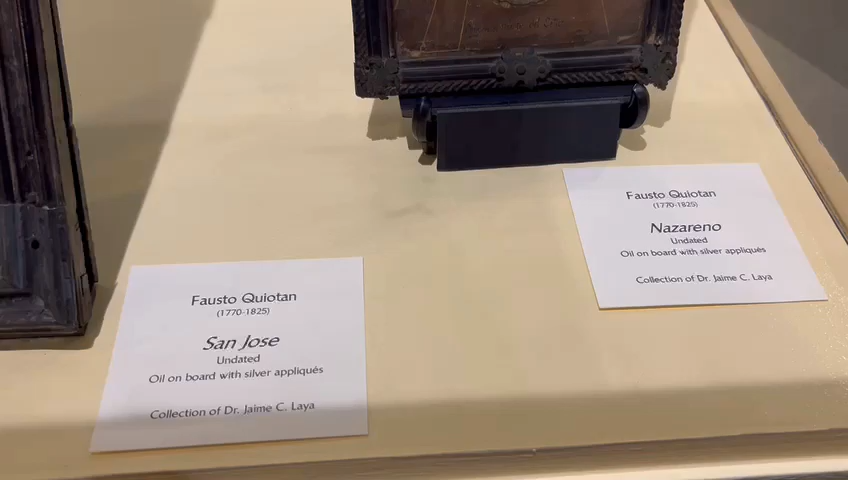 Fausto Quiotan
(1770-1825)
San Jose
Undated
Oil on board with silver appliqués
Collection of Dr. Jaime C. Laya
Fausto Quiotan
(1770-1825)
Nazareno
Undated
Oil on board with silver appliqués
Collection of Dr. Jaime C. Laya